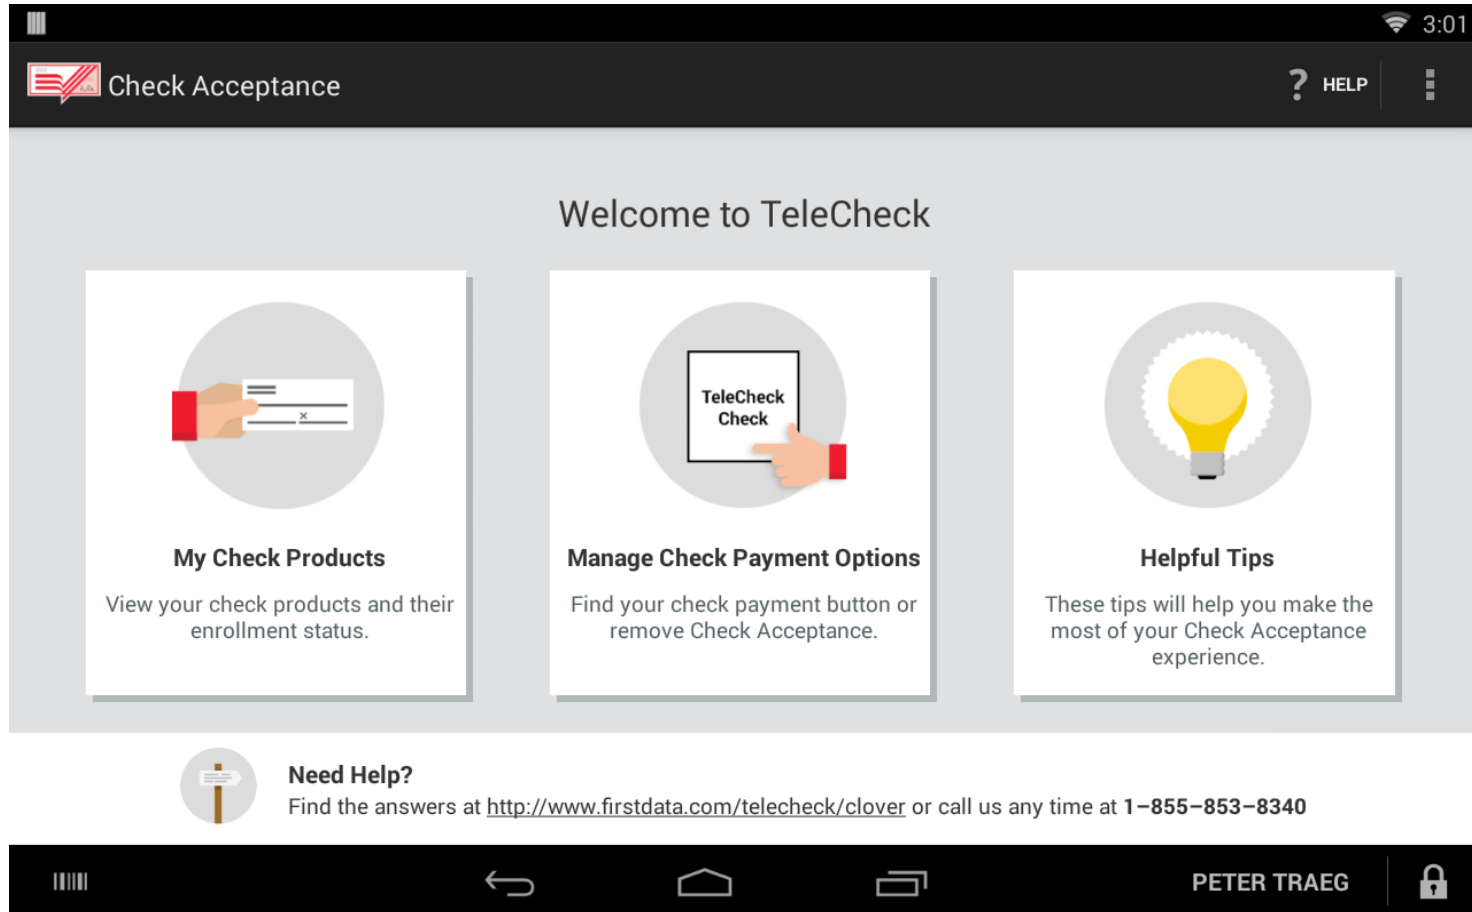 3:01
Check Acceptance
? HELP
Welcome to TeleCheck
TeleCheck
Check
My Check Products
View your check products and their
enrollment status.
Manage Check Payment Options
Find your check payment button or
remove Check Acceptance.
Helpful Tips
These tips will help you make the
most of your Check Acceptance
experience.
Need Help?
Find the answers at http://www.firstdata.com/telecheck/clover or call us any time at 1–855–853–8340
PETER TRAEG